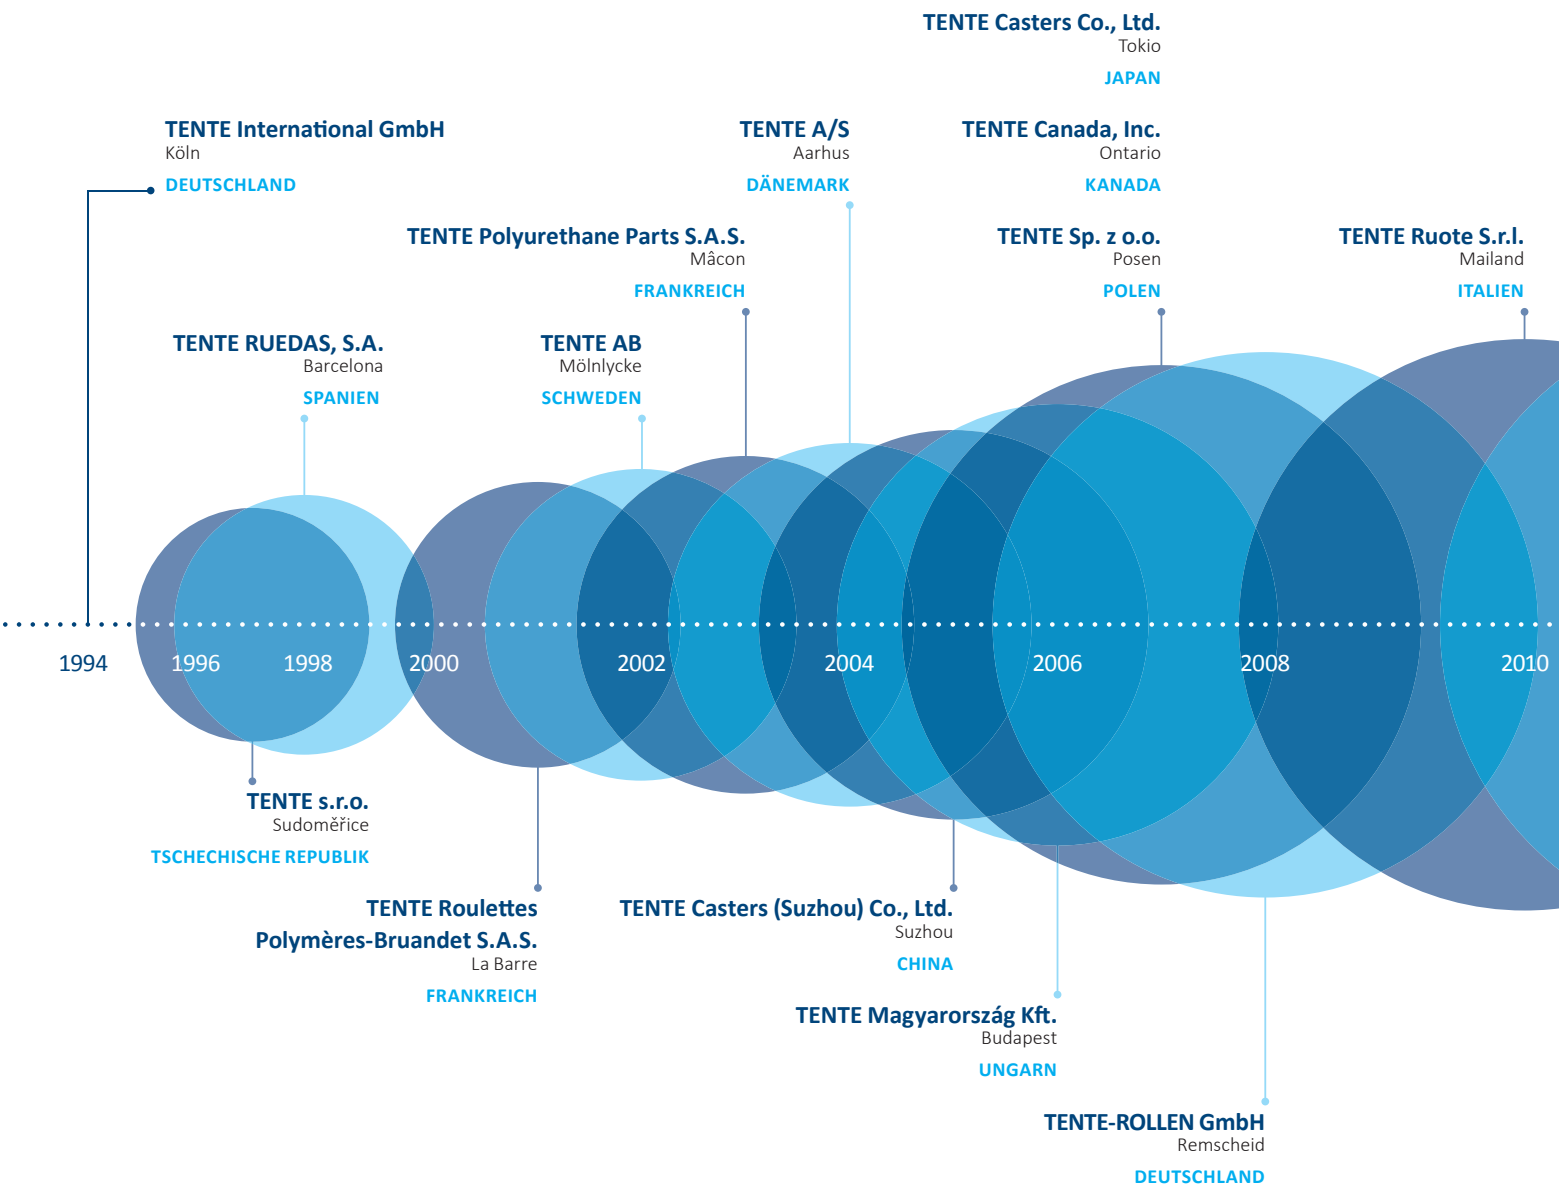 TENTE Casters Co., Ltd.
Tokio
JAPAN
TENTE International GmbH
Köln
DEUTSCHLAND
TENTE A/S
Aarhus
DÄNEMARK
TENTE Canada, Inc.
Ontario
KANADA
TENTE Polyurethane Parts S.A.S.
Mâcon
FRANKREICH
TENTE Sp. z o.o.
Posen
POLEN
TENTE Ruote S.r.l.
Mailand
ITALIEN
TENTE RUEDAS, S.A.
Barcelona
SPANIEN
TENTE AB
Mölnlycke
SCHWEDEN
1994
1996
1998
2000
2002
2004
2006
2008
2010
TENTE s.r.o.
Sudoměřice
TSCHECHISCHE REPUBLIK
TENTE Roulettes
Polymères-Bruandet S.A.S.
La Barre
FRANKREICH
TENTE Casters (Suzhou) Co., Ltd.
Suzhou
CHINA
TENTE Magyarország Kft.
Budapest
UNGARN
TENTE-ROLLEN GmbH
Remscheid
DEUTSCHLAND